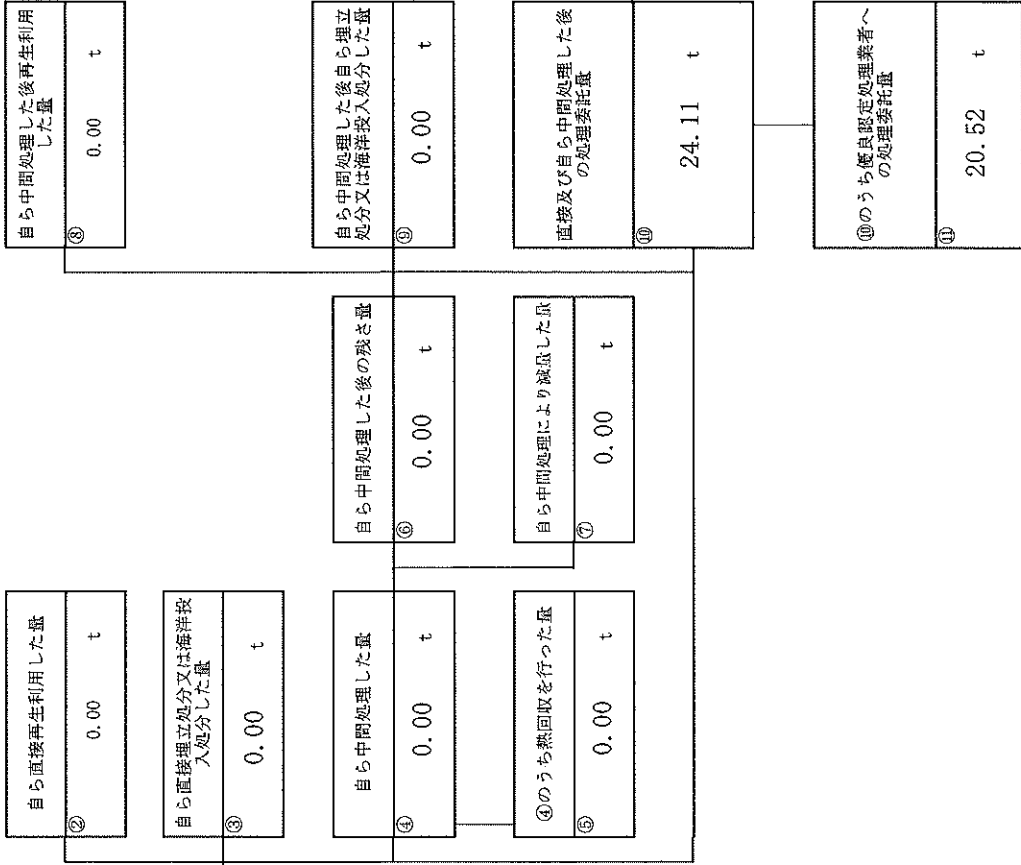 自ら直接再生利用した量
②
0.00 t
自ら直接埋立処分又は海洋投
入処分した量
③
0.00 t
自ら中間処理した量
④
0.00 t
④のうち熱回収を行った量
⑤
0.00 t
自ら中間処理した後の残さ量
⑥
0.00 t
自ら中間処理により減量した量
⑦
0.00 t
自ら中間処理した後再生利用
した量
⑧
0.00 t
自ら中間処理した後自ら埋立
処分又は海洋投入処分した量
⑨
0.00 t
直接及び自ら中間処理した後
の処理委託量
⑩
24.11 t
⑩のうち優良認定処理業者へ
の処理委託量
⑪
20.52 t